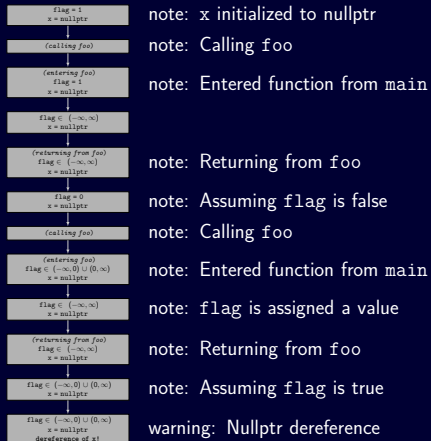 flag = 1
x = nullptr
note: x initialized to nullptr
(calling foo)
note: Calling foo
(entering foo)
flag = 1
x = nullptr
note: Entered function from main
flag ∈ (−∞, ∞)
x = nullptr
(returning from foo)
flag ∈ (−∞, ∞)
x = nullptr
note: Returning from foo
flag = 0
x = nullptr
note: Assuming flag is false
(calling foo)
note: Calling foo
(entering foo)
flag ∈ (−∞, 0) ∪ (0, ∞)
x = nullptr
note: Entered function from main
flag ∈ (−∞, ∞)
x = nullptr
note: flag is assigned a value
(returning from foo)
flag ∈ (−∞, ∞)
x = nullptr
note: Returning from foo
flag ∈ (−∞, 0) ∪ (0, ∞)
x = nullptr
note: Assuming flag is true
flag ∈ (−∞, 0) ∪ (0, ∞)
x = nullptr
dereference of x!
warning: Nullptr dereference